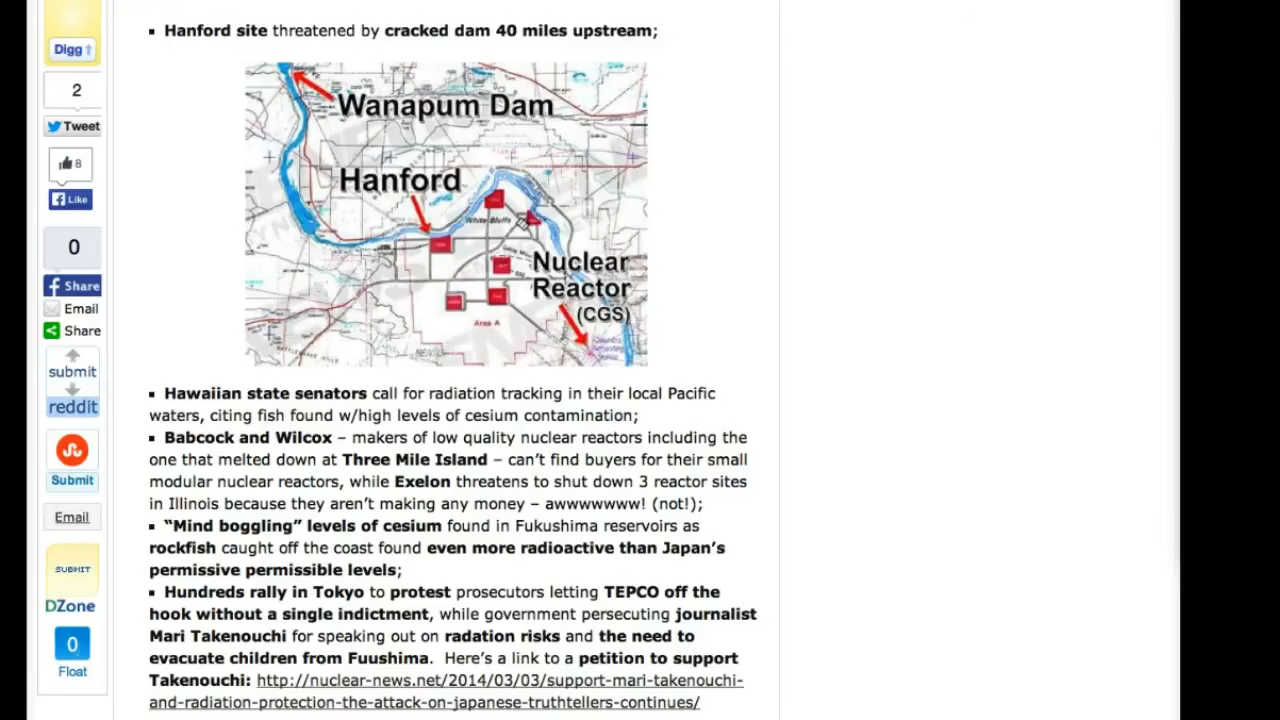 Digg
2
Tweet
8
Like
0
Share
Email
Share
submit
reddit
Submit
Email
SUBMIT
DZone
0
Float
▪ Hanford site threatened by cracked dam 40 miles upstream;
Wanapum Dam
Hanford
White Bluffs
Nuclear
Reactor
(CGS)
Area A
▪ Hawaiian state senators call for radiation tracking in their local Pacific
waters, citing fish found w/high levels of cesium contamination;
▪ Babcock and Wilcox – makers of low quality nuclear reactors including the
one that melted down at Three Mile Island – can’t find buyers for their small
modular nuclear reactors, while Exelon threatens to shut down 3 reactor sites
in Illinois because they aren’t making any money – awwwwwww! (not!);
▪ “Mind boggling” levels of cesium found in Fukushima reservoirs as
rockfish caught off the coast found even more radioactive than Japan’s
permissive permissible levels;
▪ Hundreds rally in Tokyo to protest prosecutors letting TEPCO off the
hook without a single indictment, while government persecuting journalist
Mari Takenouchi for speaking out on radation risks and the need to
evacuate children from Fuushima. Here’s a link to a petition to support
Takenouchi: http://nuclear-news.net/2014/03/03/support-mari-takenouchi-
and-radiation-protection-the-attack-on-japanese-truthtellers-continues/